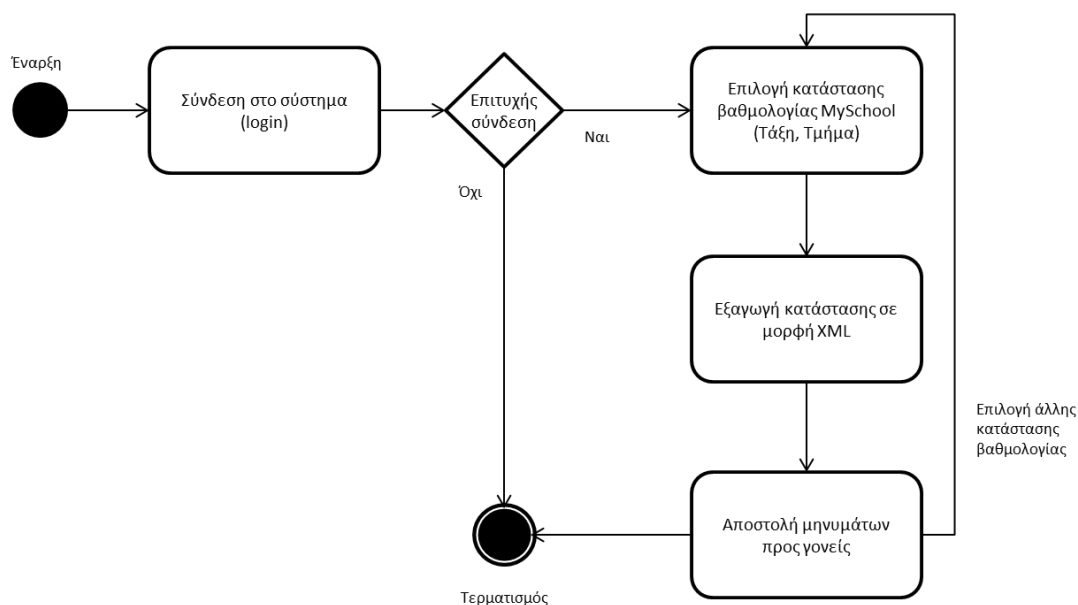 Έναρξη
Σύνδεση στο σύστημα
(login)
Επιτυχής
σύνδεση
Ναι
Όχι
Επιλογή κατάστασης
βαθμολογίας MySchool
(Τάξη, Τμήμα)
Εξαγωγή κατάστασης σε
μορφή XML
Επιλογή άλλης
κατάστασης
βαθμολογίας
Αποστολή μηνυμάτων
προς γονείς
Τερματισμός